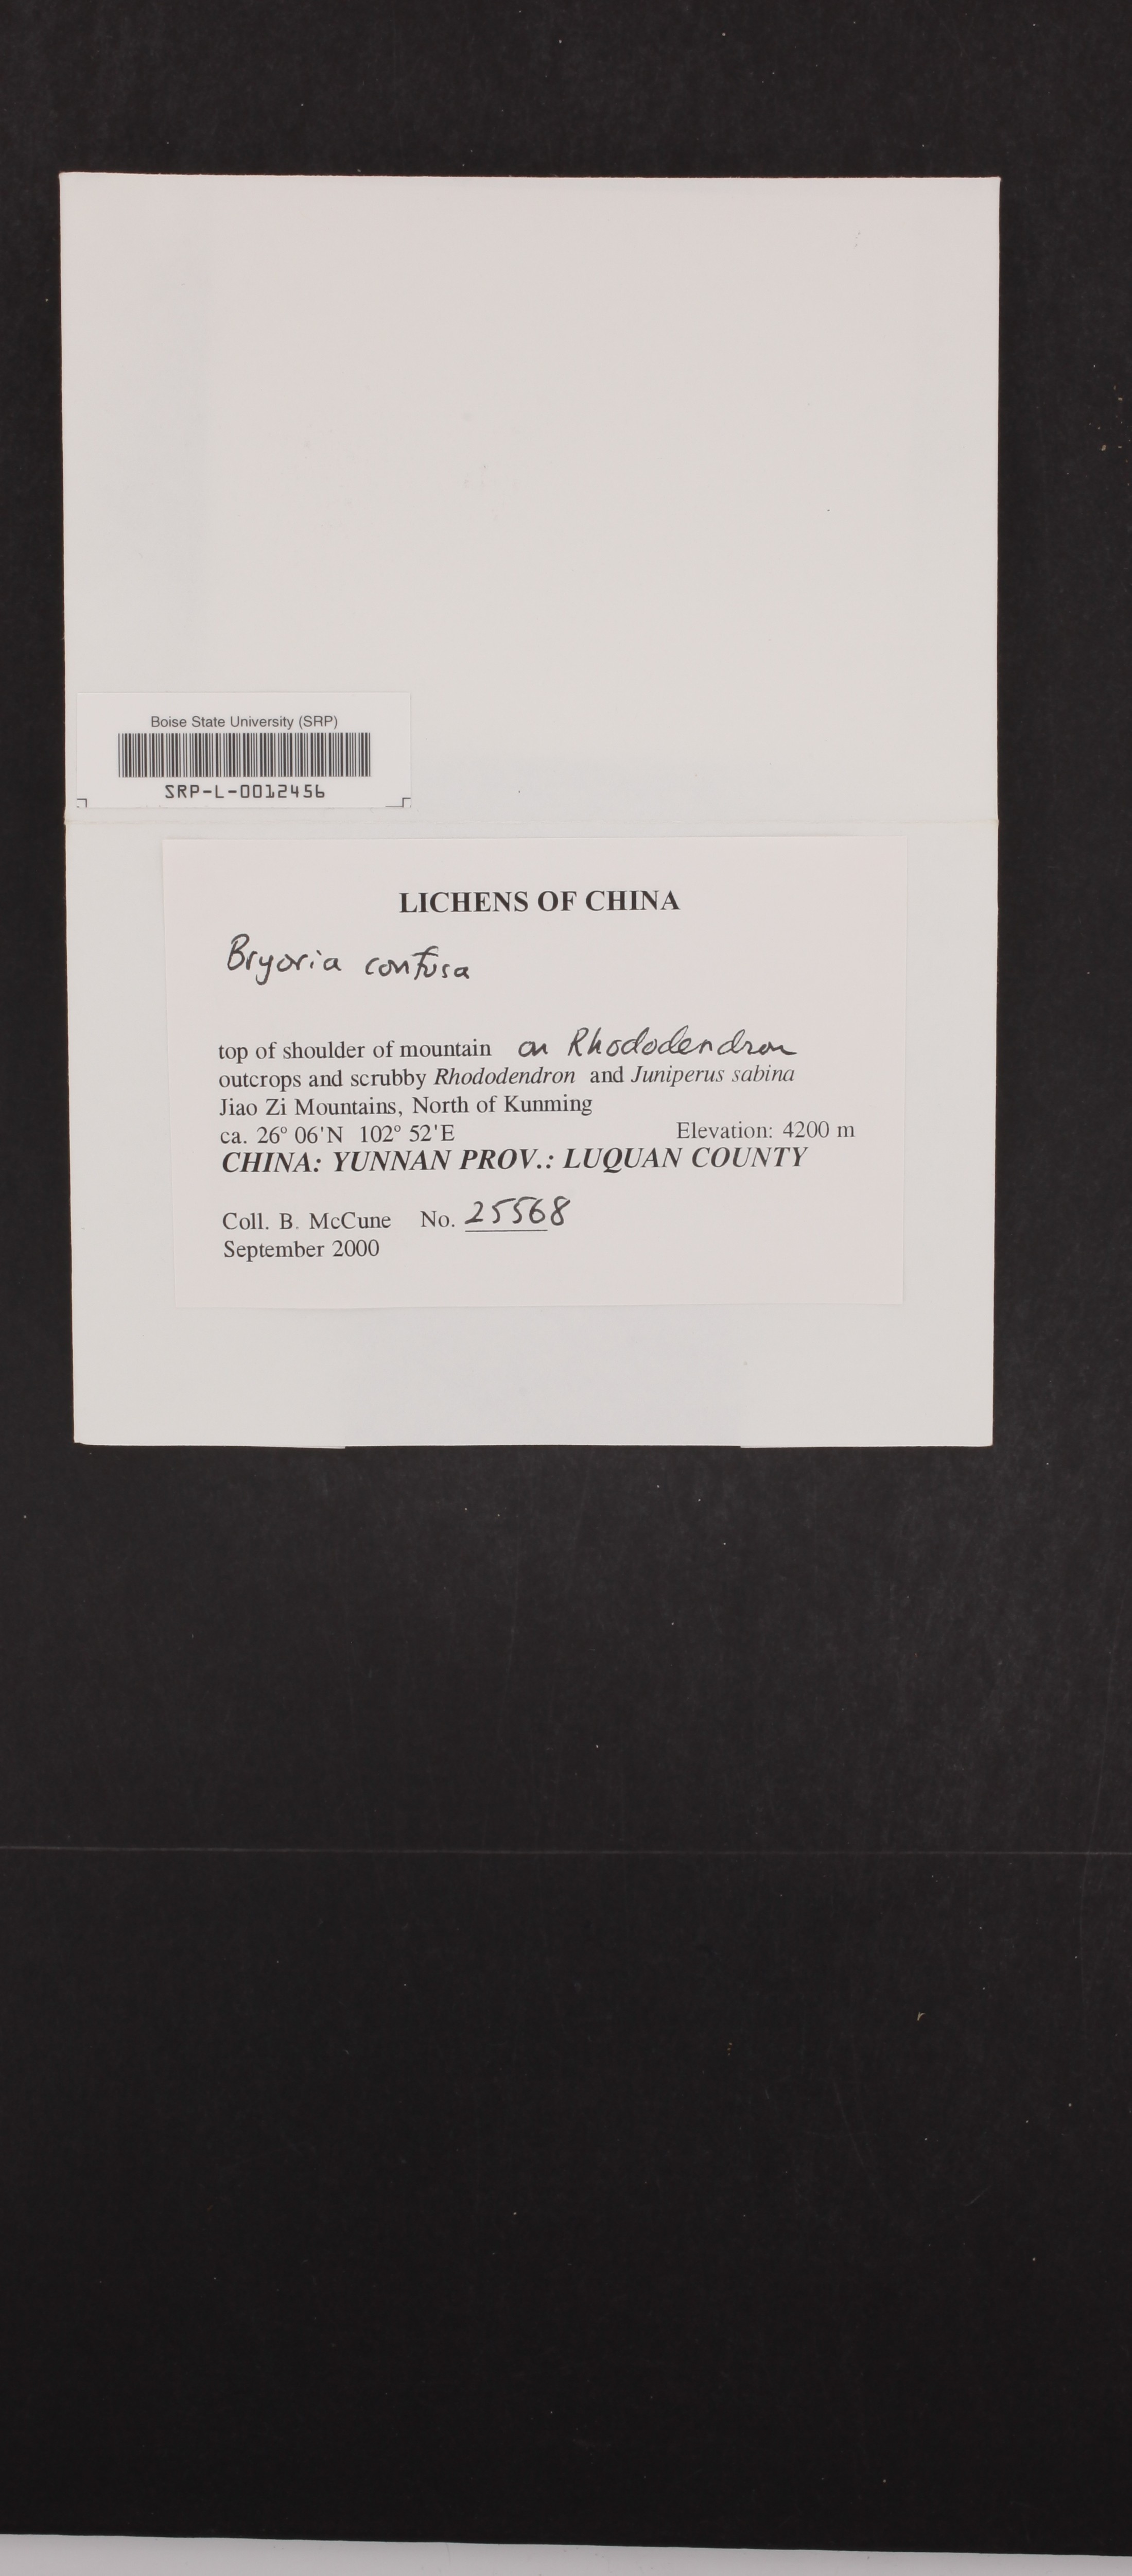 Boise State University (SRP)
SRP-L-0012456
LICHENS OF CHINA
Bryoria confusa
top of shoulder of mountain on Rhododendron
outcrops and scrubby Rhododendron and Juniperus sabina
Jiao Zi Mountains, North of Kunming
ca. 26° 06'N 102° 52'E Elevation: 4200 m
CHINA: YUNNAN PROV.: LUQUAN COUNTY
Coll. B. McCune No. 25568
September 2000